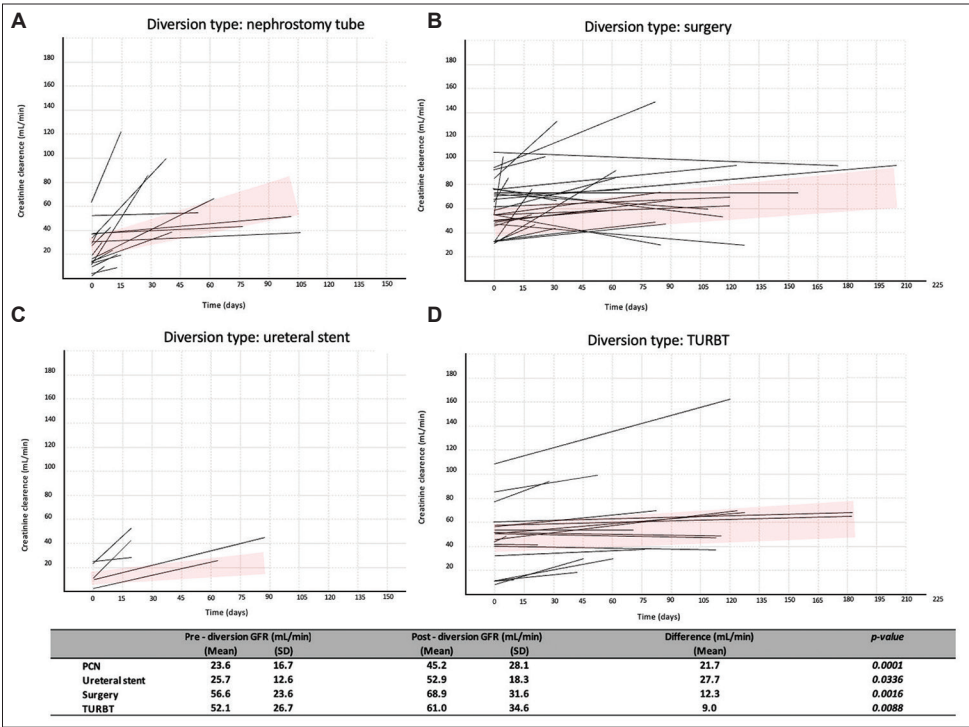 A
Diversion type: nephrostomy tube
Creatinine clearence (mL/min)
180
160
140
120
100
80
60
40
20
0 15 30 45 60 75 90 105 120 135 150
Time (days)
B
Diversion type: surgery
Creatinine clearence (mL/min)
180
160
140
120
100
80
60
40
20
0 15 30 45 60 75 90 105 120 135 154 165 180 195 210 225
Time (days)
C
Diversion type: ureteral stent
Creatinine clearence (mL/min)
180
160
140
120
100
80
60
40
20
0 15 30 45 60 75 90 105 120 135 150
Time (days)
D
Diversion type: TURBT
Creatinine clearence (mL/min)
180
160
140
120
100
80
60
40
20
0 15 30 45 60 75 90 105 120 135 154 165 180 195 210 225
Time (days)
Pre - diversion GFR (mL/min) Post - diversion GFR (mL/min) Difference (mL/min) p-value
(Mean) (SD) (Mean) (SD) (Mean)
PCN 23.6 16.7 45.2 28.1 21.7 0.0001
Ureteral stent 25.7 12.6 52.9 18.3 27.7 0.0336
Surgery 56.6 23.6 68.9 31.6 12.3 0.0016
TURBT 52.1 26.7 61.0 34.6 9.0 0.0088